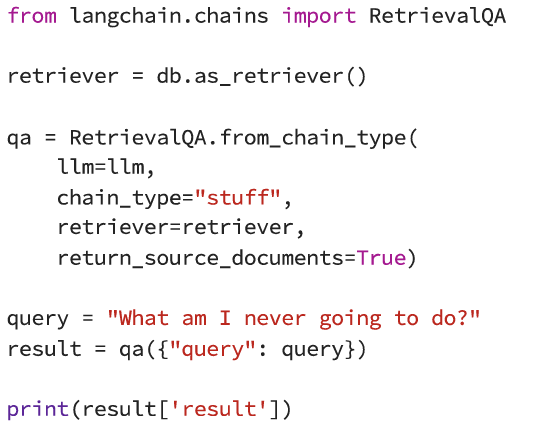 from langchain.chains import RetrievalQA
retriever = db.as_retriever()
qa = RetrievalQA.from_chain_type(
    llm=llm,
    chain_type="stuff",
    retriever=retriever,
    return_source_documents=True)
query = "What am I never going to do?"
result = qa({"query": query})
print(result['result'])